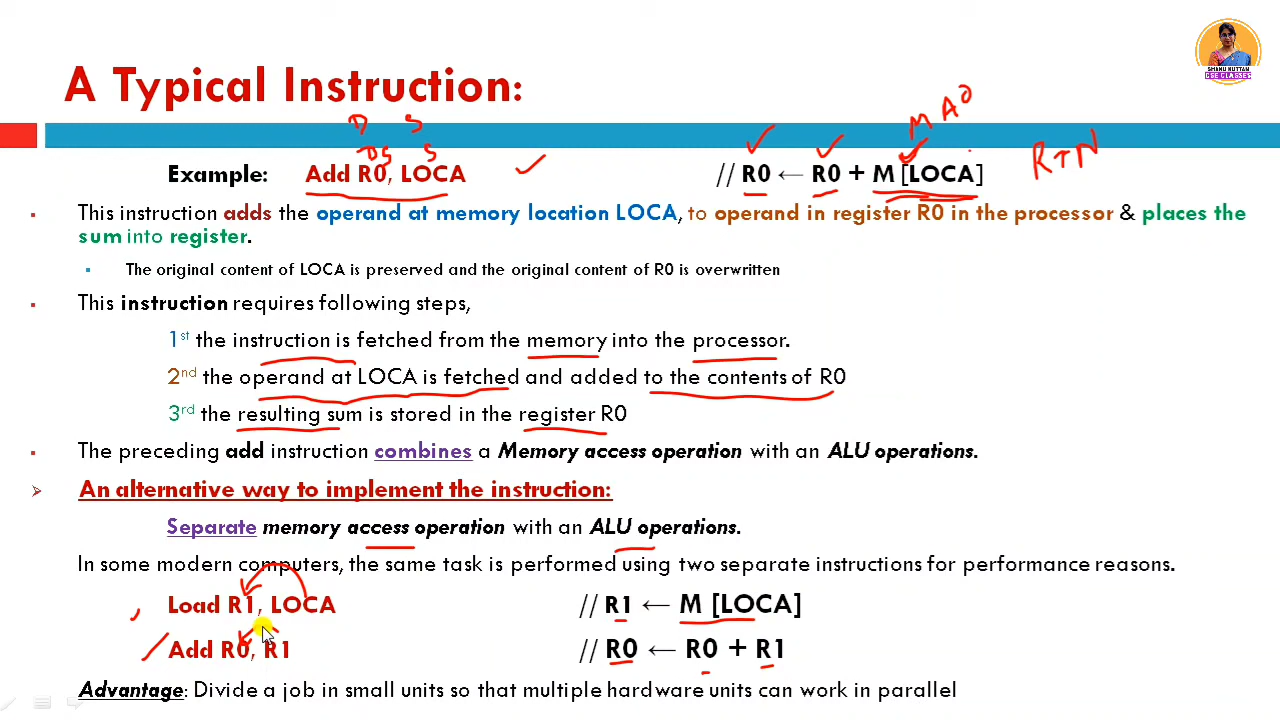 SHANU KUTTAN
CSE CLASSES
A Typical Instruction:
D S
M A O
DS S
R T N
Example: Add R0, LOCA // R0 ← R0 + M [LOCA]
▪ This instruction adds the operand at memory location LOCA, to operand in register R0 in the processor & places the
sum into register.
▪ The original content of LOCA is preserved and the original content of R0 is overwritten
▪ This instruction requires following steps,
1st the instruction is fetched from the memory into the processor.
2nd the operand at LOCA is fetched and added to the contents of R0
3rd the resulting sum is stored in the register R0
▪ The preceding add instruction combines a Memory access operation with an ALU operations.
➢ An alternative way to implement the instruction:
Separate memory access operation with an ALU operations.
In some modern computers, the same task is performed using two separate instructions for performance reasons.
Load R1, LOCA // R1 ← M [LOCA]
Add R0, R1 // R0 ← R0 + R1
Advantage: Divide a job in small units so that multiple hardware units can work in parallel